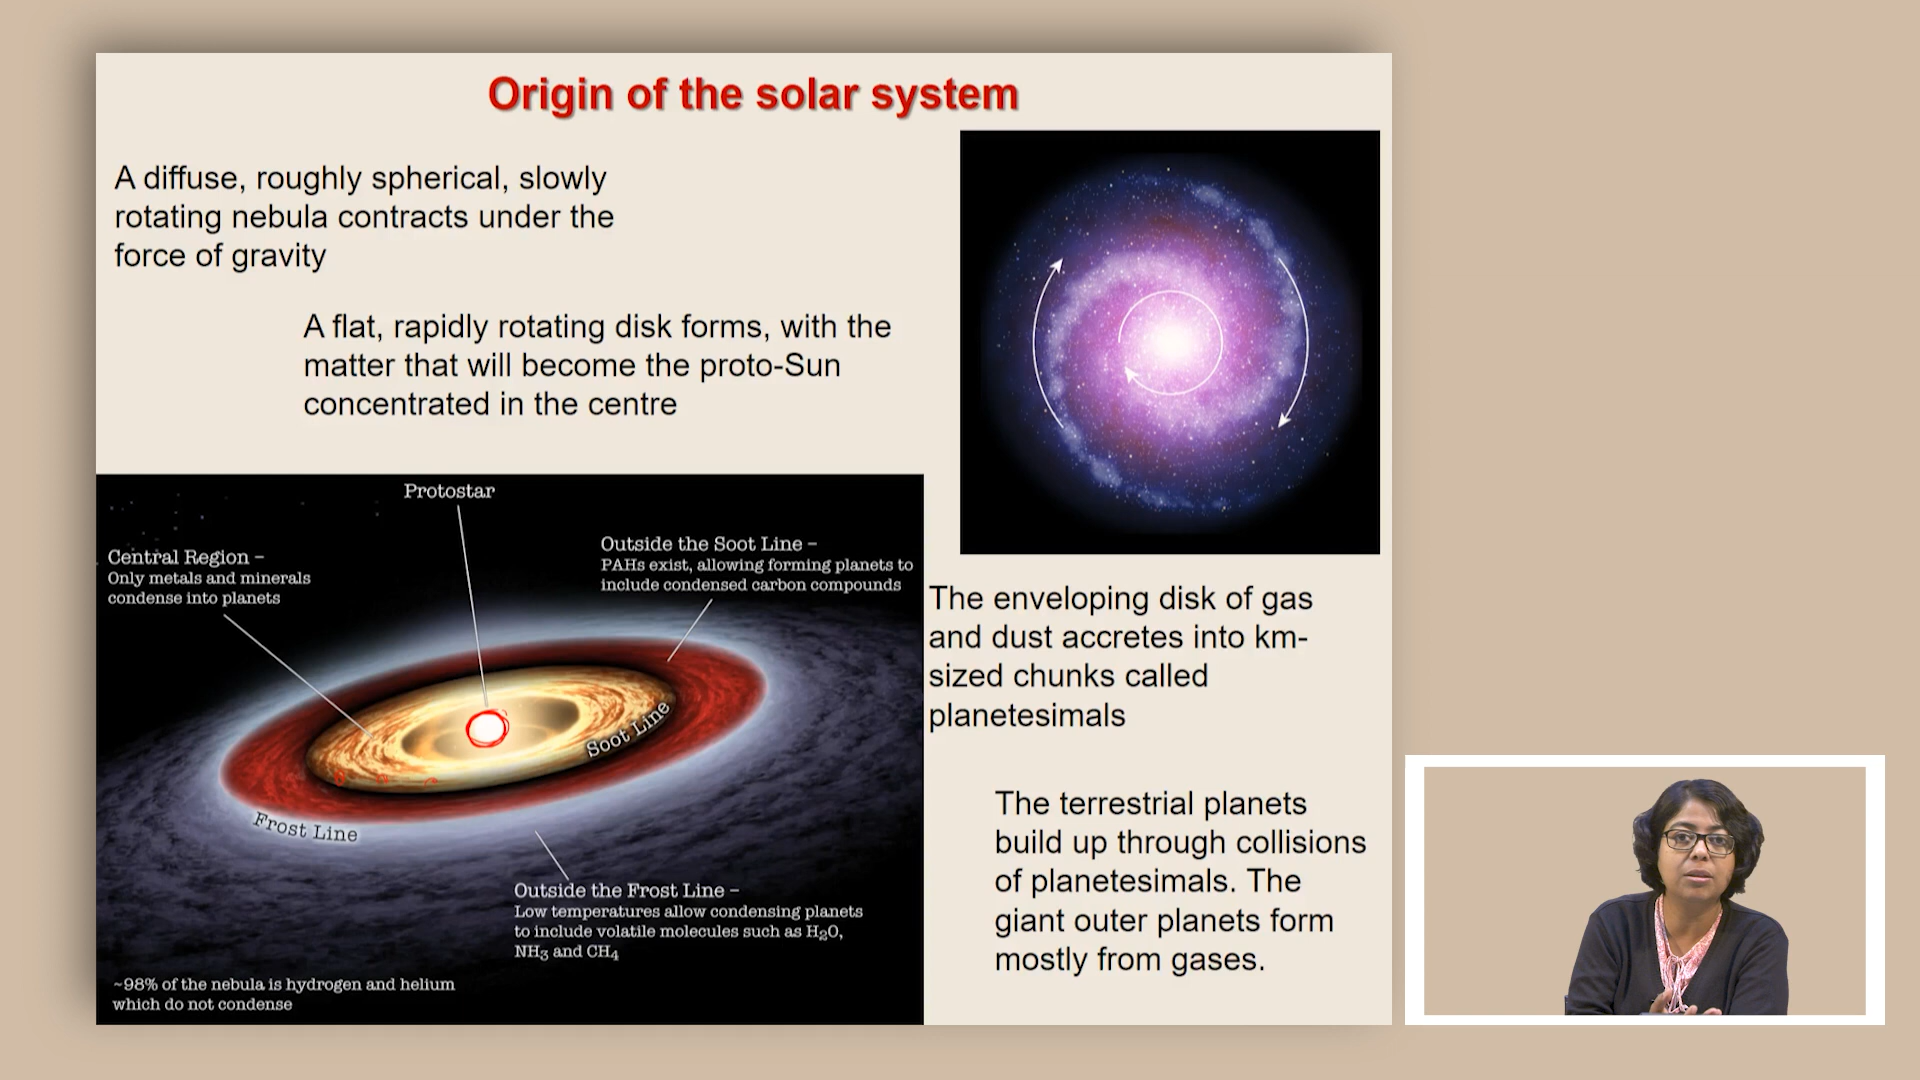 Origin of the solar system
A diffuse, roughly spherical, slowly
rotating nebula contracts under the
force of gravity
A flat, rapidly rotating disk forms, with the
matter that will become the proto-Sun
concentrated in the centre
Protostar
Central Region –
Only metals and minerals
condense into planets
Outside the Soot Line –
PAHs exist, allowing forming planets to
include condensed carbon compounds
Soot Line
Frost Line
Outside the Frost Line –
Low temperatures allow condensing planets
to include volatile molecules such as H₂O,
NH₃ and CH₄
~98% of the nebula is hydrogen and helium
which do not condense
The enveloping disk of gas
and dust accretes into km-
sized chunks called
planetesimals
The terrestrial planets
build up through collisions
of planetesimals. The
giant outer planets form
mostly from gases.